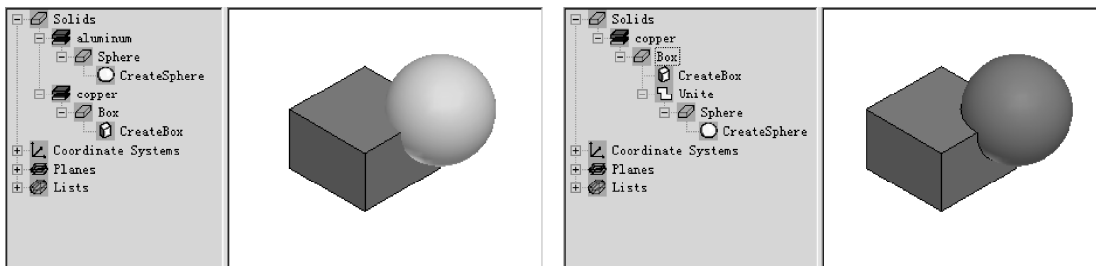 Solids
aluminum
Sphere
CreateSphere
copper
Box
CreateBox
Coordinate Systems
Planes
Lists
Solids
copper
Box
CreateBox
Unite
Sphere
CreateSphere
Coordinate Systems
Planes
Lists